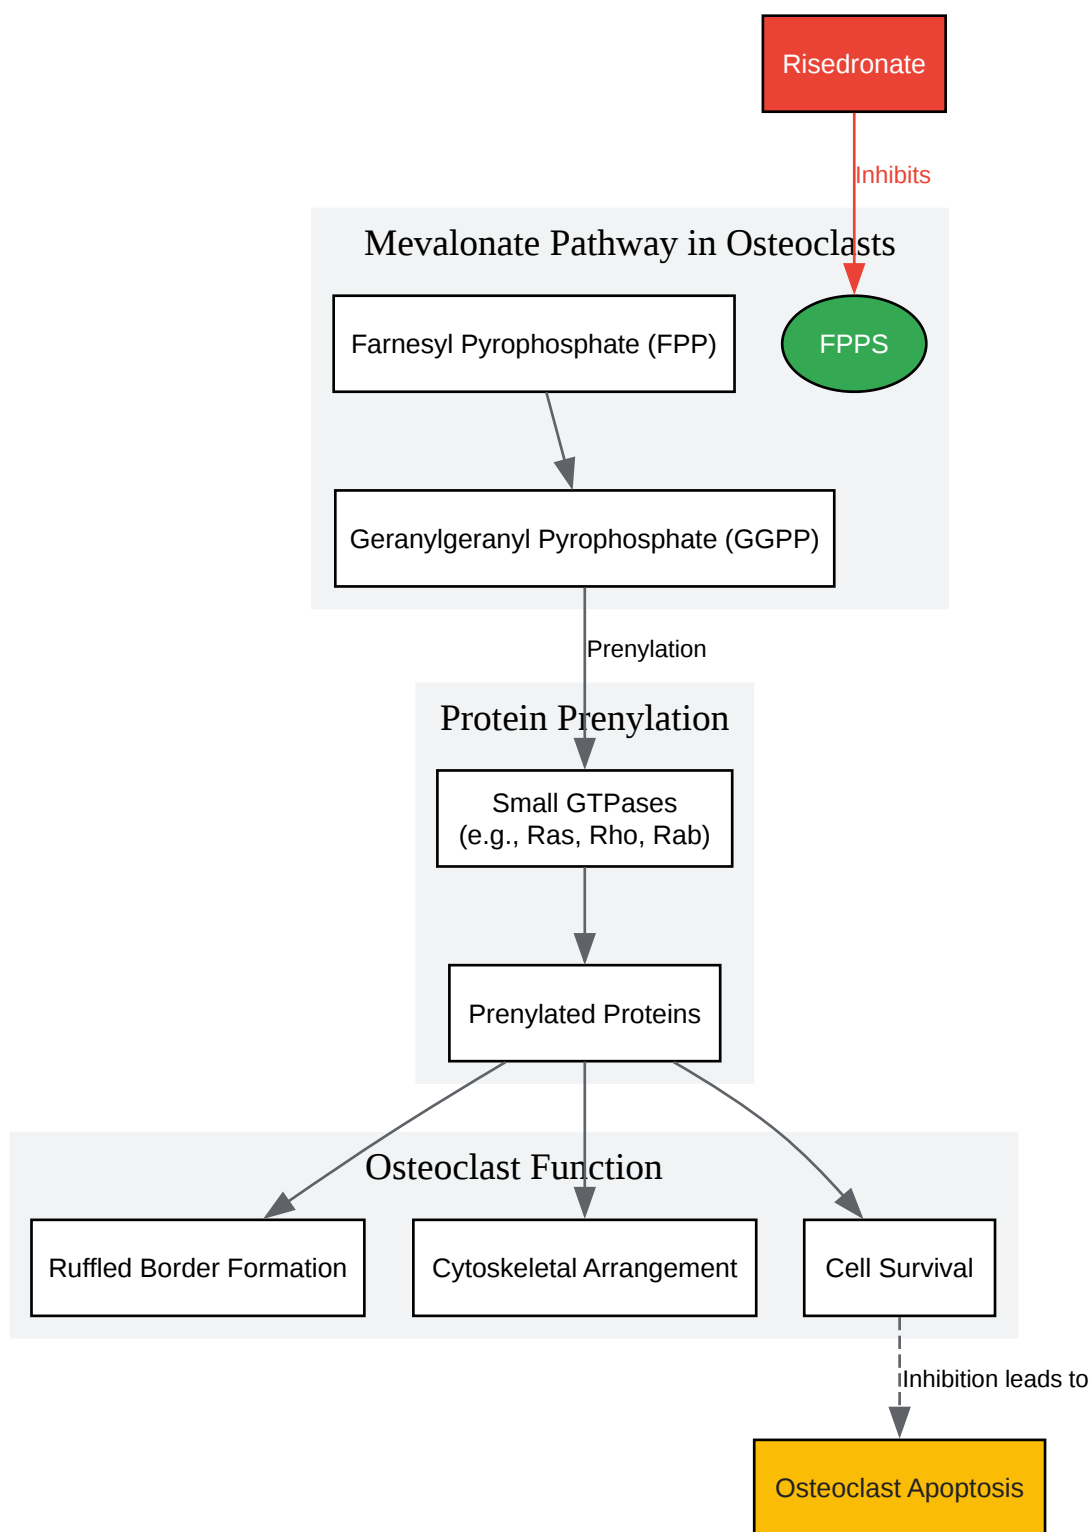 Risedronate
Inhibits
Mevalonate Pathway in Osteoclasts
Farnesyl Pyrophosphate (FPP)
FPPS
Geranylgeranyl Pyrophosphate (GGPP)
Prenylation
Protein Prenylation
Small GTPases
(e.g., Ras, Rho, Rab)
Prenylated Proteins
Osteoclast Function
Ruffled Border Formation
Cytoskeletal Arrangement
Cell Survival
Inhibition leads to
Osteoclast Apoptosis